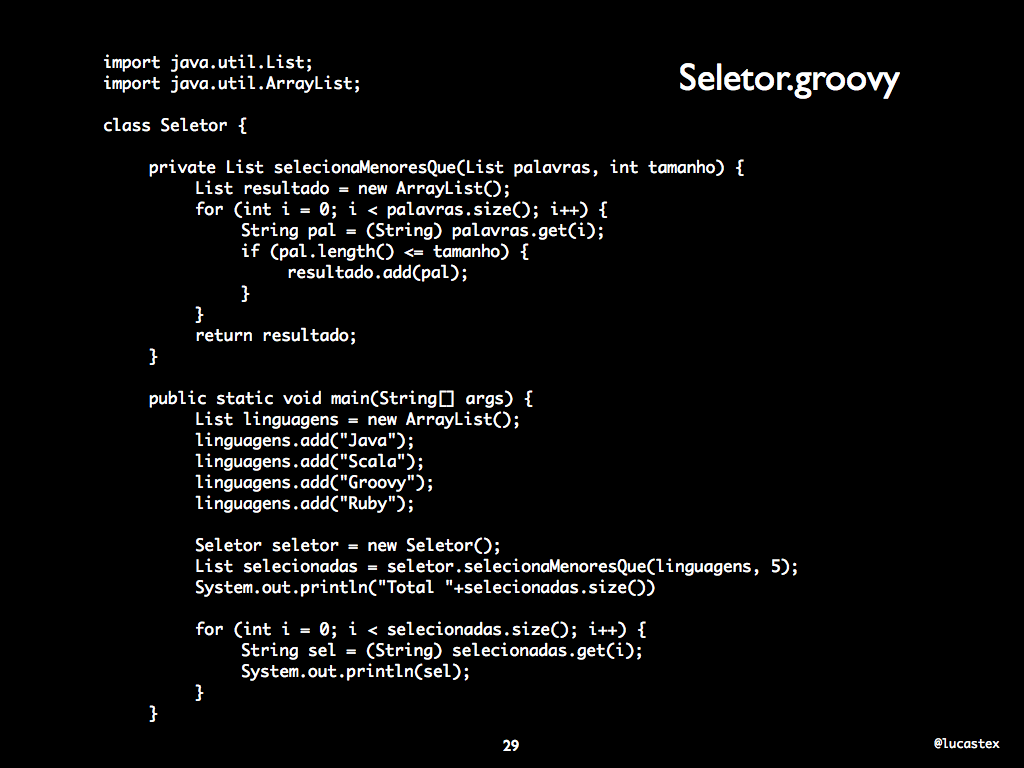 import java.util.List;
import java.util.ArrayList;
Seletor.groovy
class Seletor {
private List selecionaMenoresQue(List palavras, int tamanho) {
List resultado = new ArrayList();
for (int i = 0; i < palavras.size(); i++) {
String pal = (String) palavras.get(i);
if (pal.length() <= tamanho) {
resultado.add(pal);
}
}
return resultado;
}
public static void main(String[] args) {
List linguagens = new ArrayList();
linguagens.add("Java");
linguagens.add("Scala");
linguagens.add("Groovy");
linguagens.add("Ruby");
Seletor seletor = new Seletor();
List selecionadas = seletor.selecionaMenoresQue(linguagens, 5);
System.out.println("Total "+selecionadas.size())
for (int i = 0; i < selecionadas.size(); i++) {
String sel = (String) selecionadas.get(i);
System.out.println(sel);
}
}
29
@lucastex